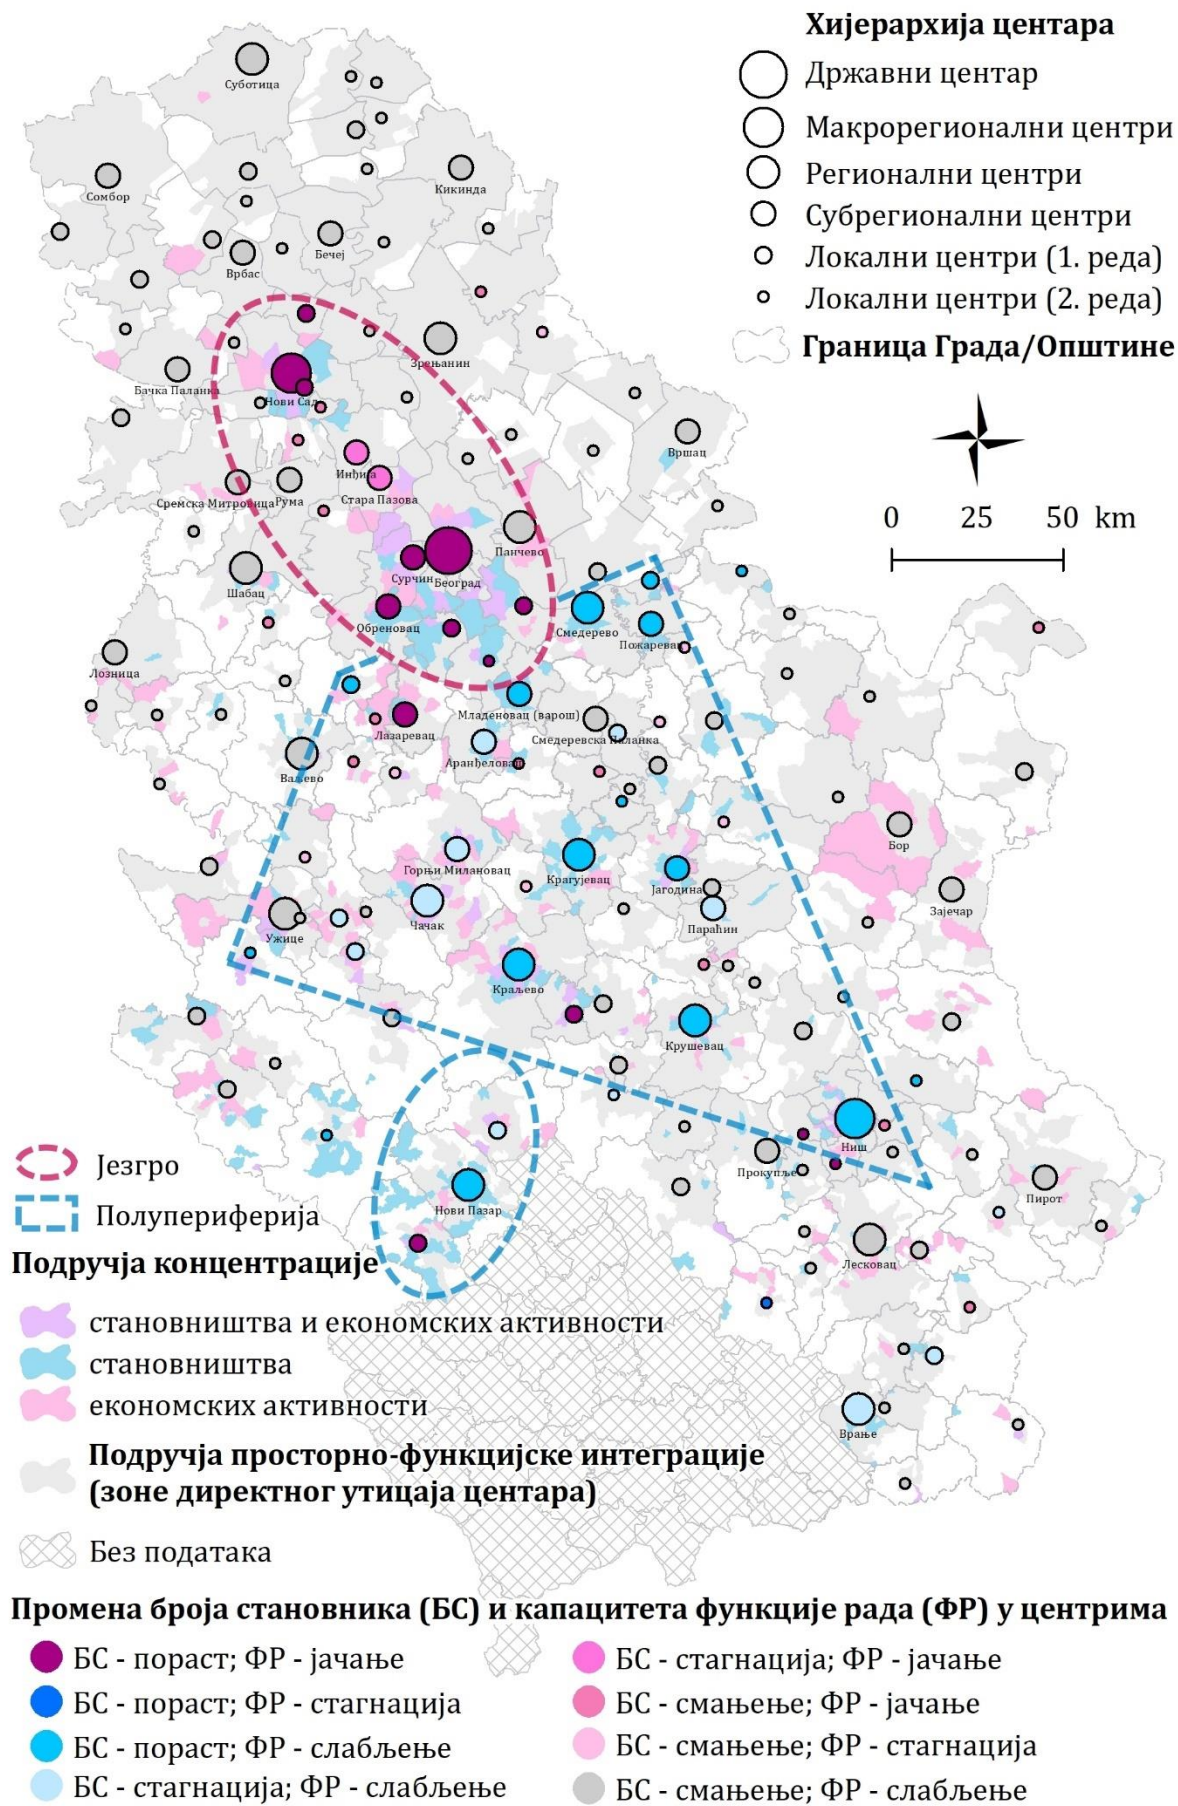 Хијерархија центара
Државни центар
Макрорегионални центри
Регионални центри
Субрегионални центри
Локални центри (1. реда)
Локални центри (2. реда)
Граница Града/Општине
0 25 50 km
Суботица
Сомбор
Кикинда
Бечеј
Врбас
Зрењанин
Бачка Паланка
Нови Сад
Вршац
Инђија
Сремска Митровица
Рума
Стара Пазова
Панчево
Сурчин
Београд
Шабац
Обреновац
Смедерево
Пожаревац
Лозница
Младеновац (варош)
Лазаревац
Смедеревска Паланка
Аранђеловац
Ваљево
Бор
Горњи Милановац
Крагујевац
Јагодина
Зајечар
Чачак
Параћин
Ужице
Краљево
Крушевац
Ниш
Прокупље
Пирот
Нови Пазар
Лесковац
Врање
Језгро
Полупериферија
Подручја концентрације
становништва и економских активности
становништва
економских активности
Подручја просторно-функцијске интеграције
(зоне директног утицаја центара)
Без података
Промена броја становника (БС) и капацитета функције рада (ФР) у центрима
БС - пораст; ФР - јачање
БС - пораст; ФР - стагнација
БС - пораст; ФР - слабљење
БС - стагнација; ФР - слабљење
БС - стагнација; ФР - јачање
БС - смањење; ФР - јачање
БС - смањење; ФР - стагнација
БС - смањење; ФР - слабљење